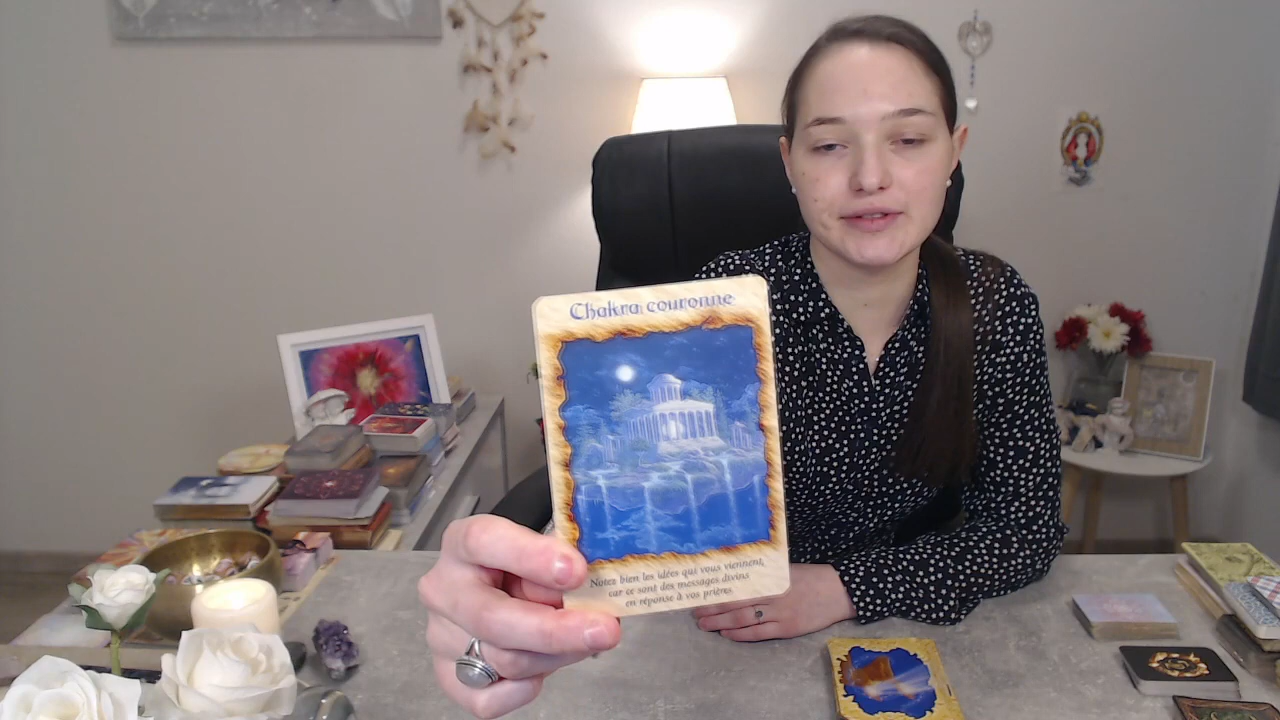 Chakra couronne
Notez bien les idées qui vous viennent,
car ce sont des messages divins
en réponse à vos prières